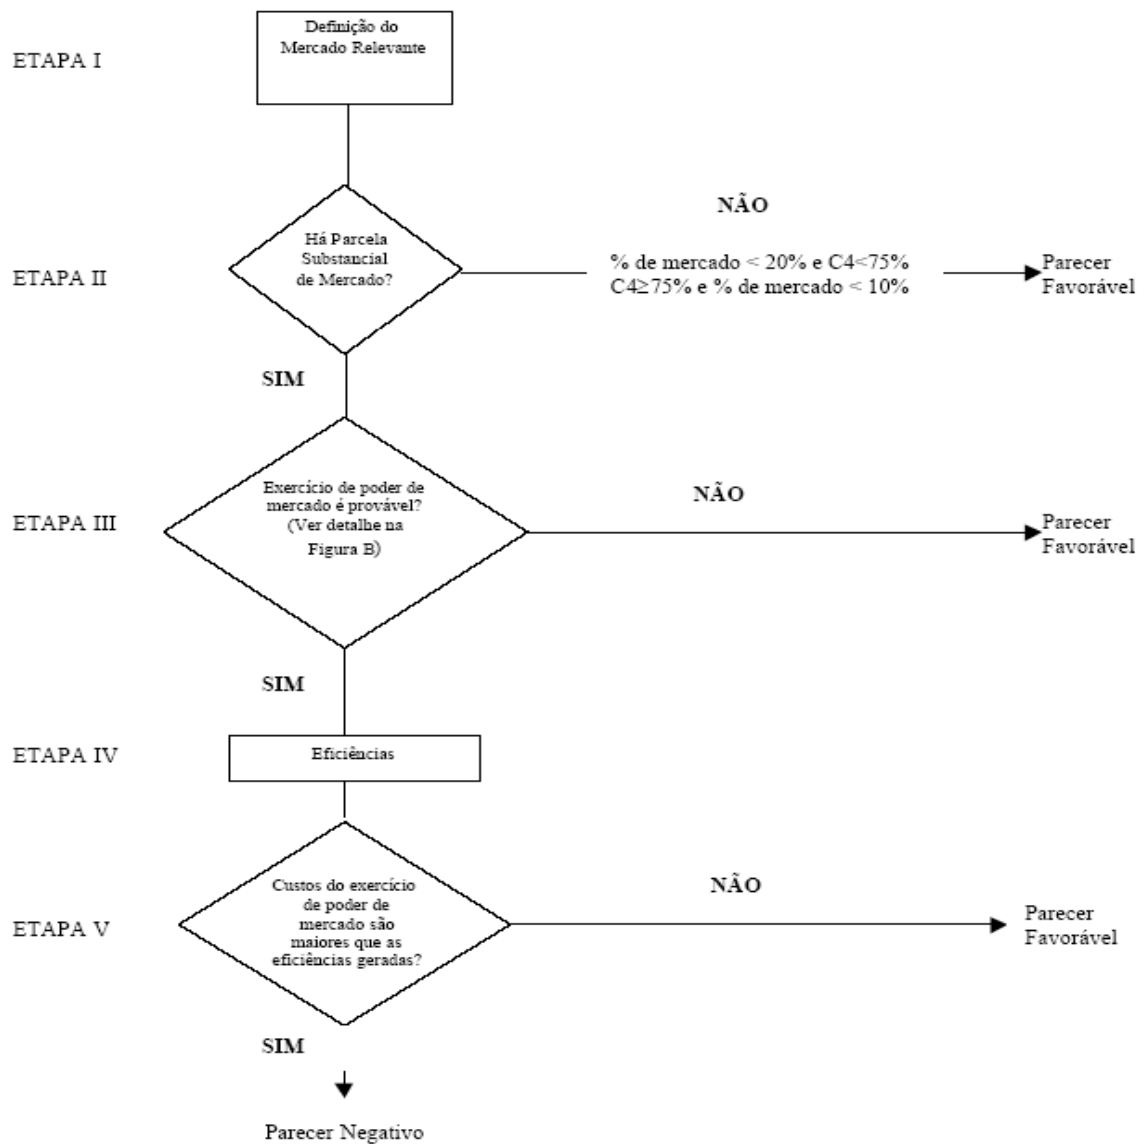 Definição do
Mercado Relevante
ETAPA I
NÃO
Há Parcela
Substancial
de Mercado?
ETAPA II
% de mercado < 20% e C4<75%
C4≥75% e % de mercado < 10%
Parecer
Favorável
SIM
Exercício de poder de
mercado é provável?
(Ver detalhe na
Figura B)
ETAPA III
NÃO
Parecer
Favorável
SIM
ETAPA IV
Eficiências
Custos do exercício
de poder de
mercado são
maiores que as
eficiências geradas?
ETAPA V
NÃO
Parecer
Favorável
SIM
Parecer Negativo